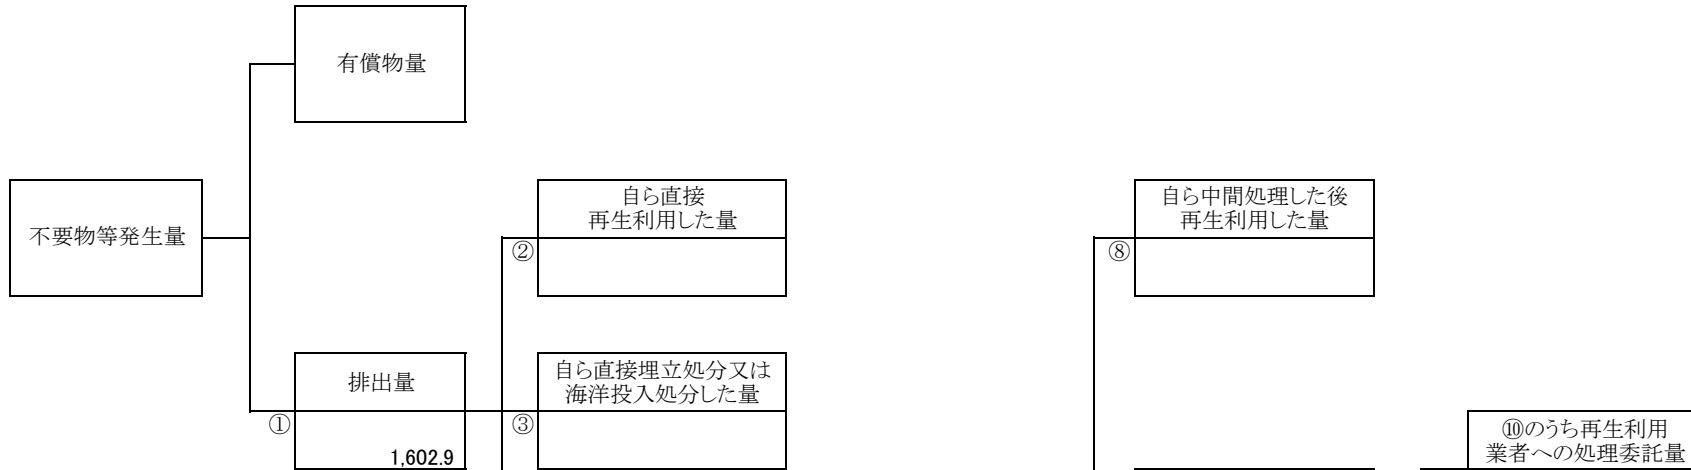 有償物量
不要物等発生量
自ら直接
再生利用した量
②
自ら中間処理した後
再生利用した量
⑧
排出量
①
1,602.9
自ら直接埋立処分又は
海洋投入処分した量
③
⑩のうち再生利用
業者への処理委託量